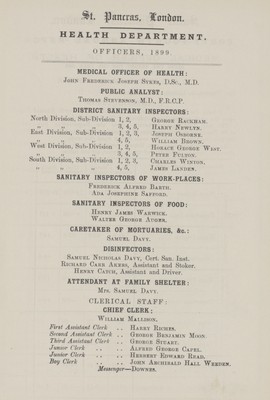 St. Pancras, London.
HEALTH DEPARTMENT.
OFFICERS, 1899.
MEDICAL OFFICER OF HEALTH:
JOHN FREDERICK JOSEPH SYKES, D.Sc., M.D.
PUBLIC ANALYST:
THOMAS STEVENSON, M.D., F.R.C.P.
DISTRICT SANITARY INSPECTORS:
North Division, Sub-Division 1, 2, GEORGE RACKHAM.
„ „ 3, 4, 5, HARRY NEWLYN.
East Division, Sub-Division 1, 2, 3, JOSEPH OSBORNE.
„ „ 4, 5, WILLIAM BROWN.
West Division, Sub-Division 1, 2, HORACE GEORGE WEST.
„ „ 3, 4, 5, PETER FULTON.
South Division, Sub-Division 1, 2, 3, CHARLES WINTON.
„ „ 4, 5, JAMES LANDEN.
SANITARY INSPECTORS OF WORK-PLACES:
FREDERICK ALFRED BARTH.
ADA JOSEPHINE SAFFORD.
SANITARY INSPECTORS OF FOOD:
HENRY JAMES WARWICK.
WALTER GEORGE AUGER.
CARETAKER OF MORTUARIES, &c.:
SAMUEL DAVY.
DISINFECTORS:
SAMUEL NICHOLAS DAVY, Cert. San. Inst.
RICHARD CARR AKERS, Assistant and Stoker.
HENRY CATCH, Assistant and Driver.
ATTENDANT AT FAMILY SHELTER:
MRS. SAMUEL DAVY.
CLERICAL STAFF:
CHIEF CLERK:
WILLIAM MALLISON.
First Assistant Clerk .. HARRY RICHES.
Second Assistant Clerk .. GEORGE BENJAMIN MOON.
Third Assistant Clerk .. GEORGE STUART.
Junior Clerk .. .. ALFRED GEORGE CAPEL.
Junior Clerk .. .. HERBERT EDWARD READ.
Boy Clerk .. .. JOHN ARCHIBALD HALL WERDEN.
Messenger—DOWNES.